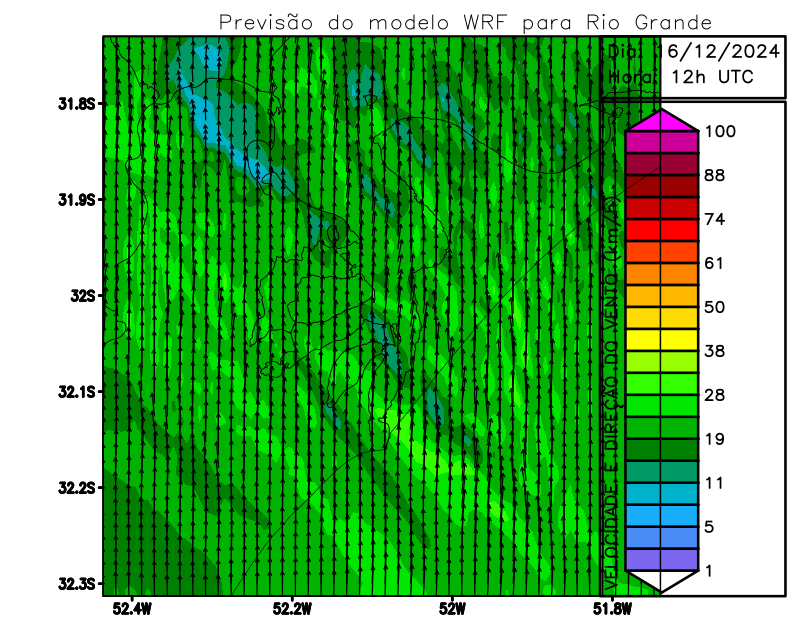 Previsão do modelo WRF para Rio Grande
Dia: 16/12/2024
Hora: 12h UTC
31.8S
31.9S
32S
32.1S
32.2S
32.3S
52.4W
52.2W
52W
51.8W
VELOCIDADE E DIREÇÃO DO VENTO (km/h)
100
88
74
61
50
38
28
19
11
5
1